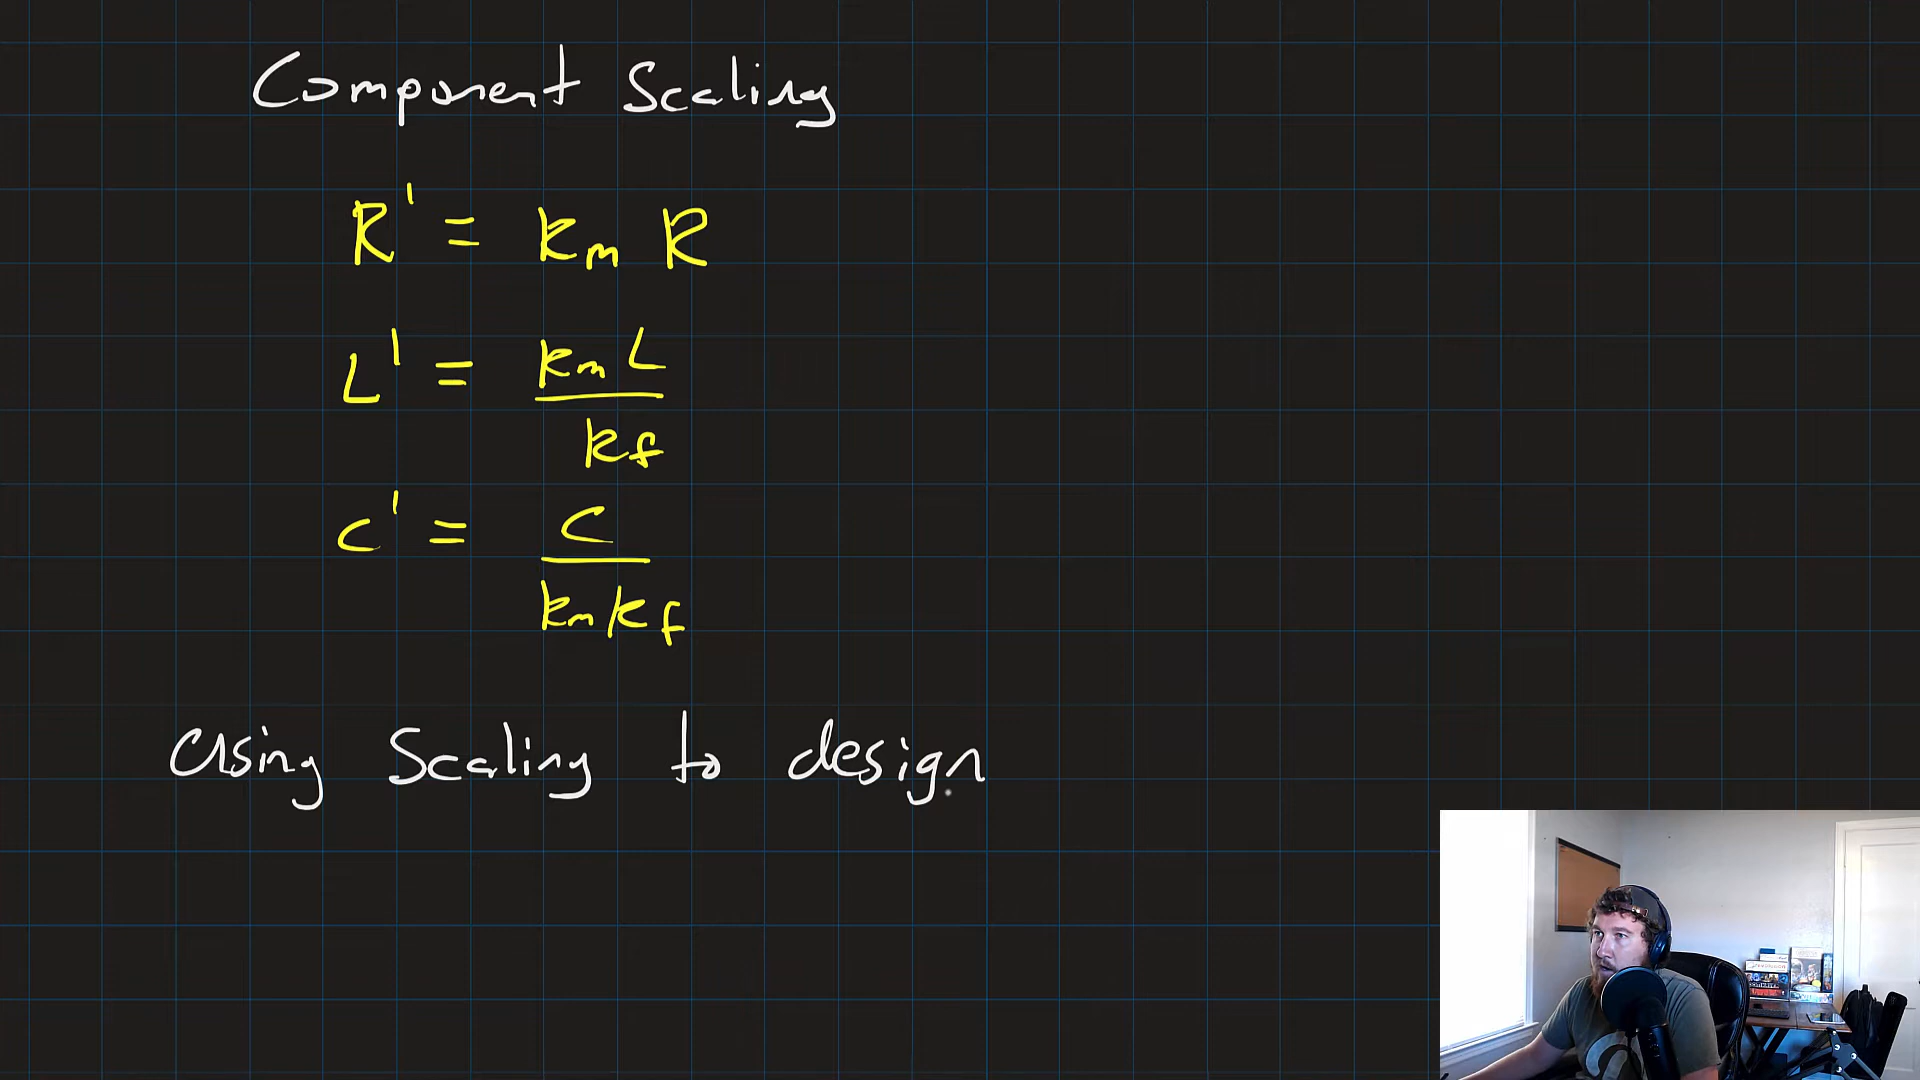 Component Scaling
R' = km R
L' = km L / kf
C' = C / km kf
Using Scaling to design